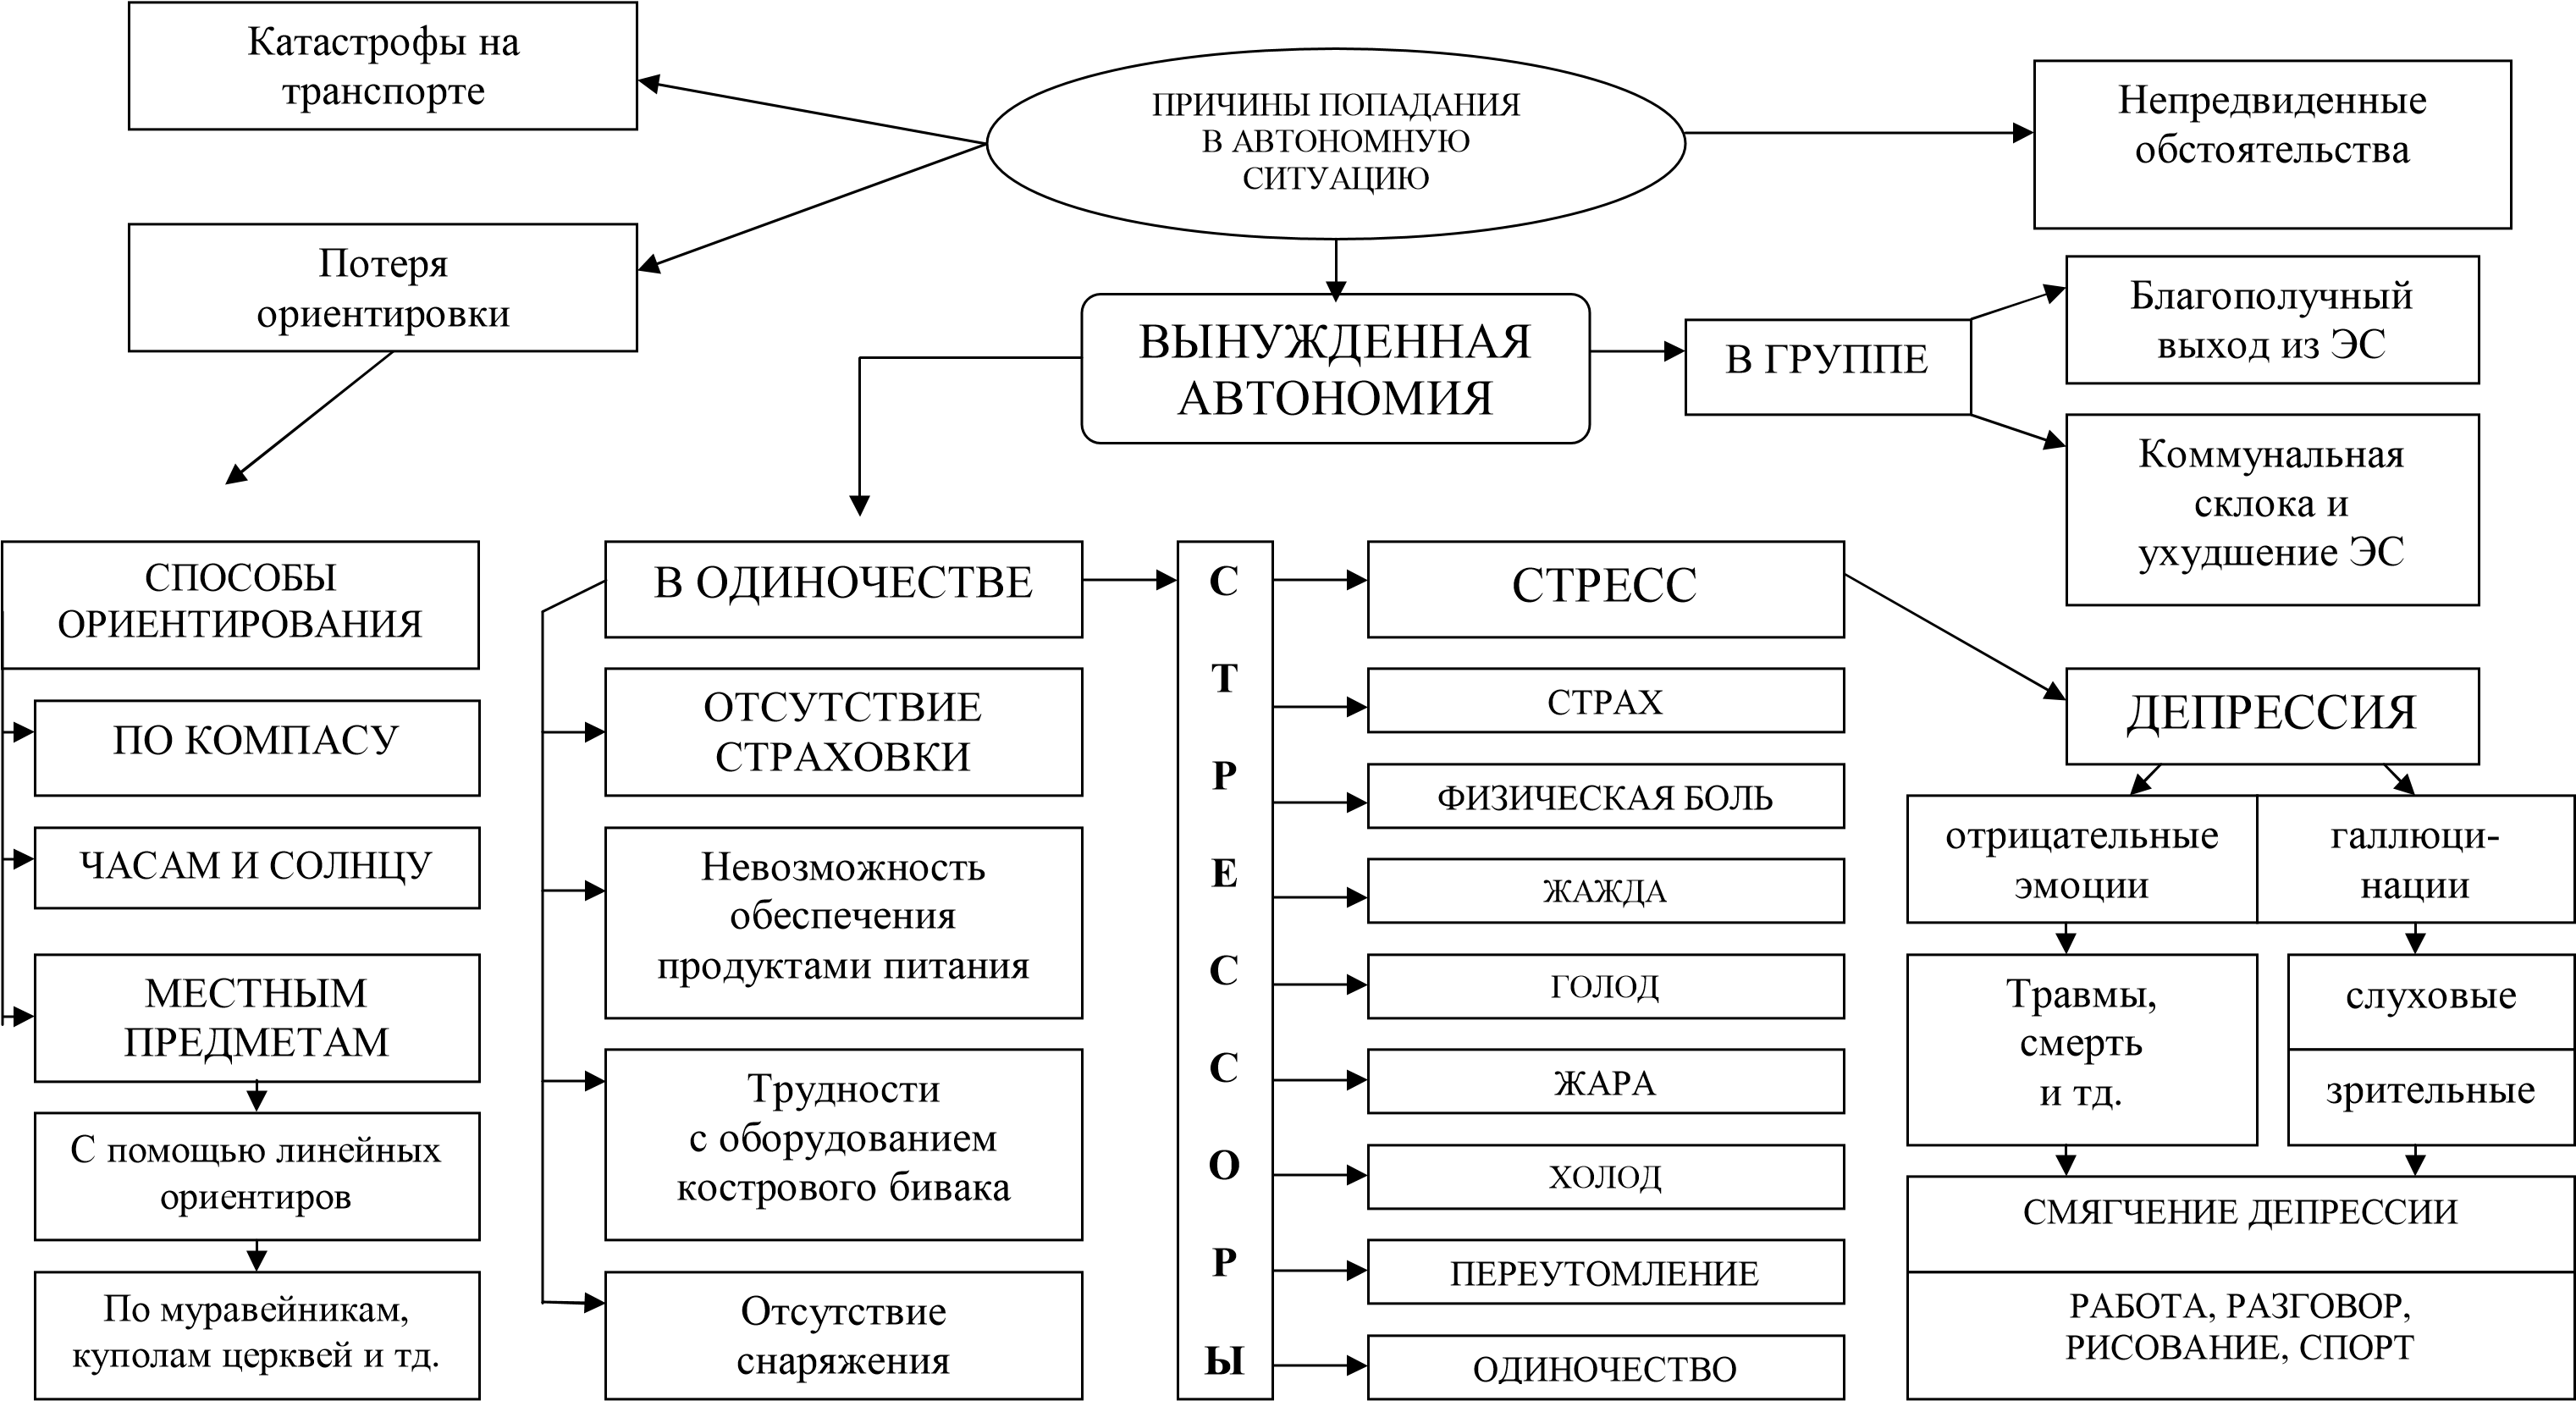 Катастрофы на
транспорте
ПРИЧИНЫ ПОПАДАНИЯ
В АВТОНОМНУЮ
СИТУАЦИЮ
Непредвиденные
обстоятельства
Потеря
ориентировки
ВЫНУЖДЕННАЯ
АВТОНОМИЯ
В ГРУППЕ
Благополучный
выход из ЭС
Коммунальная
склока и
ухудшение ЭС
СПОСОБЫ
ОРИЕНТИРОВАНИЯ
ПО КОМПАСУ
ЧАСАМ И СОЛНЦУ
МЕСТНЫМ
ПРЕДМЕТАМ
С помощью линейных
ориентиров
По муравейникам,
куполам церквей и тд.
В ОДИНОЧЕСТВЕ
ОТСУТСТВИЕ
СТРАХОВКИ
Невозможность
обеспечения
продуктами питания
Трудности
с оборудованием
кострового бивака
Отсутствие
снаряжения
С
Т
Р
Е
С
С
О
Р
Ы
СТРЕСС
СТРАХ
ФИЗИЧЕСКАЯ БОЛЬ
ЖАЖДА
ГОЛОД
ЖАРА
ХОЛОД
ПЕРЕУТОМЛЕНИЕ
ОДИНОЧЕСТВО
ДЕПРЕССИЯ
отрицательные
эмоции
галлюци-
нации
Травмы,
смерть
и тд.
слуховые
зрительные
СМЯГЧЕНИЕ ДЕПРЕССИИ
РАБОТА, РАЗГОВОР,
РИСОВАНИЕ, СПОРТ